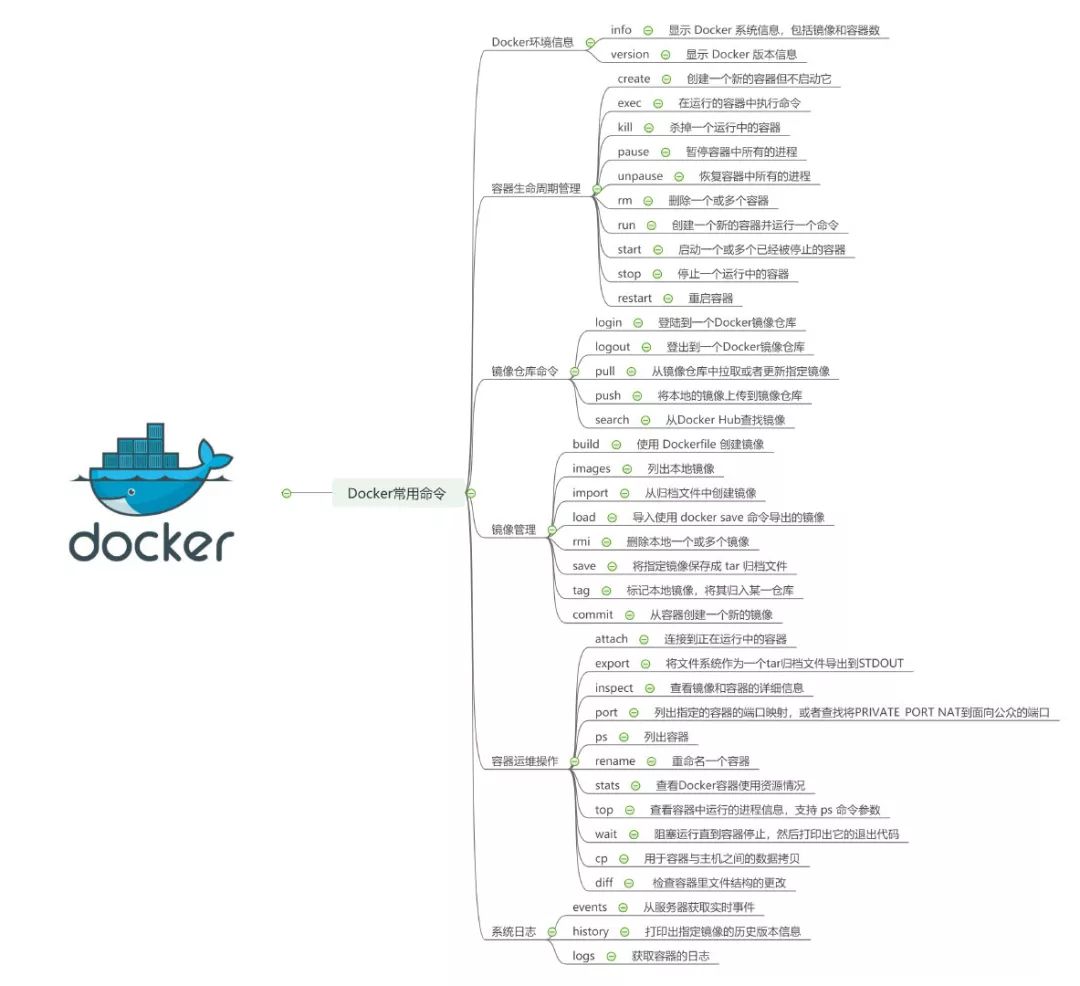 docker
Docker常用命令
Docker环境信息
info 显示 Docker 系统信息，包括镜像和容器数
version 显示 Docker 版本信息
容器生命周期管理
create 创建一个新的容器但不启动它
exec 在运行的容器中执行命令
kill 杀掉一个运行中的容器
pause 暂停容器中所有的进程
unpause 恢复容器中所有的进程
rm 删除一个或多个容器
run 创建一个新的容器并运行一个命令
start 启动一个或多个已经被停止的容器
stop 停止一个运行中的容器
restart 重启容器
镜像仓库命令
login 登陆到一个Docker镜像仓库
logout 登出到一个Docker镜像仓库
pull 从镜像仓库中拉取或者更新指定镜像
push 将本地的镜像上传到镜像仓库
search 从Docker Hub查找镜像
镜像管理
build 使用 Dockerfile 创建镜像
images 列出本地镜像
import 从归档文件中创建镜像
load 导入使用 docker save 命令导出的镜像
rmi 删除本地一个或多个镜像
save 将指定镜像保存成 tar 归档文件
tag 标记本地镜像，将其归入某一仓库
commit 从容器创建一个新的镜像
容器运维操作
attach 连接到正在运行中的容器
export 将文件系统作为一个tar归档文件导出到STDOUT
inspect 查看镜像和容器的详细信息
port 列出指定的容器的端口映射，或者查找将PRIVATE_PORT NAT到面向公众的端口
ps 列出容器
rename 重命名一个容器
stats 查看Docker容器使用资源情况
top 查看容器中运行的进程信息，支持 ps 命令参数
wait 阻塞运行直到容器停止，然后打印出它的退出代码
cp 用于容器与主机之间的数据拷贝
diff 检查容器里文件结构的更改
系统日志
events 从服务器获取实时事件
history 打印出指定镜像的历史版本信息
logs 获取容器的日志